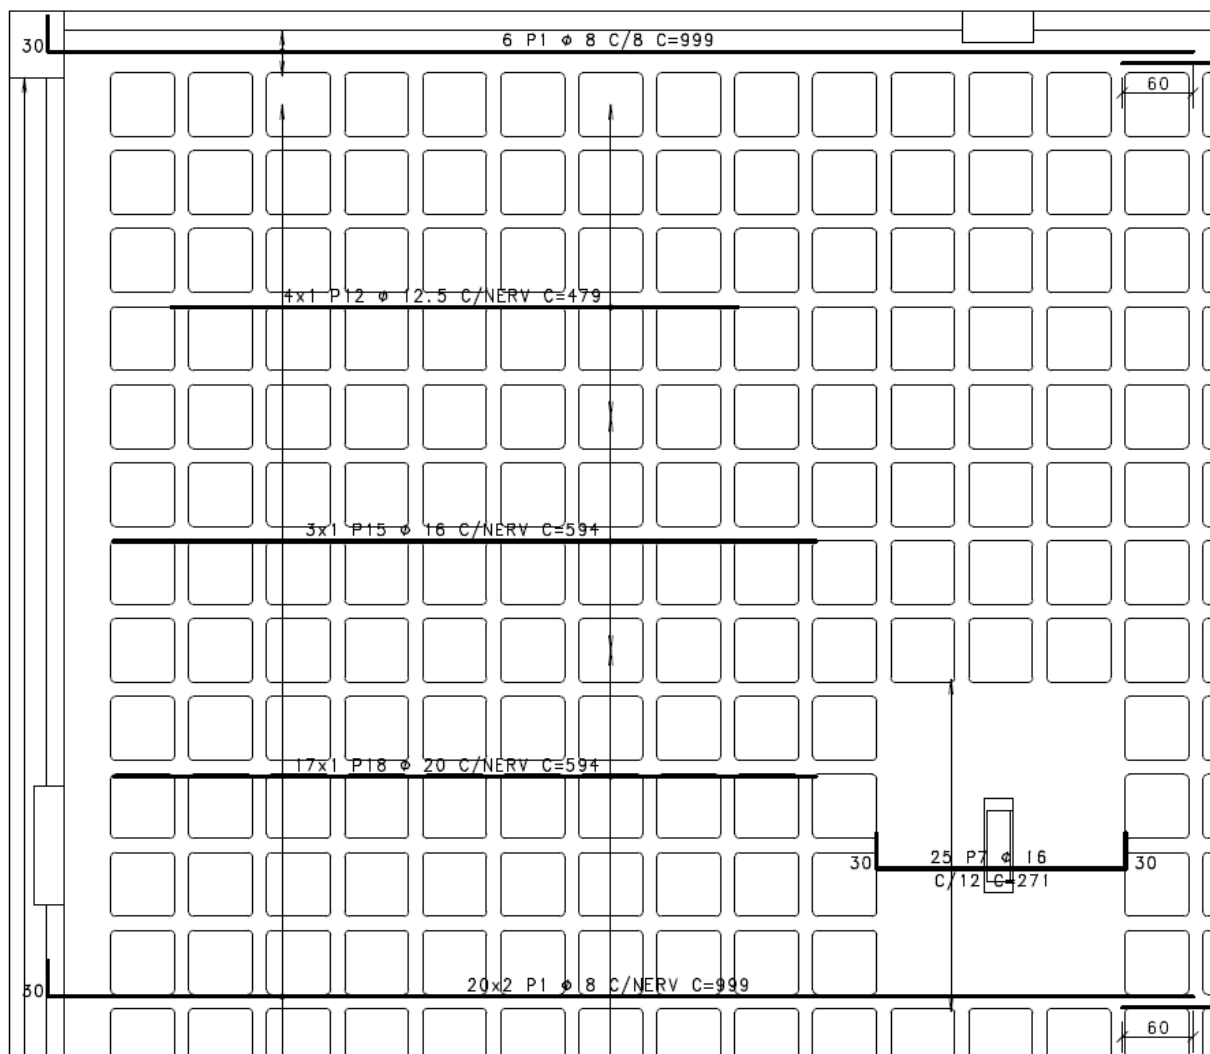 6 P1 ϕ 8 C/8 C=999
30
60
4x1 P12 ϕ 12.5 C/NERV C=479
3x1 P15 ϕ 16 C/NERV C=594
17x1 P18 ϕ 20 C/NERV C=594
30
25 P7 ϕ 16
30
C/12 C=271
20x2 P1 ϕ 8 C/NERV C=999
30
60